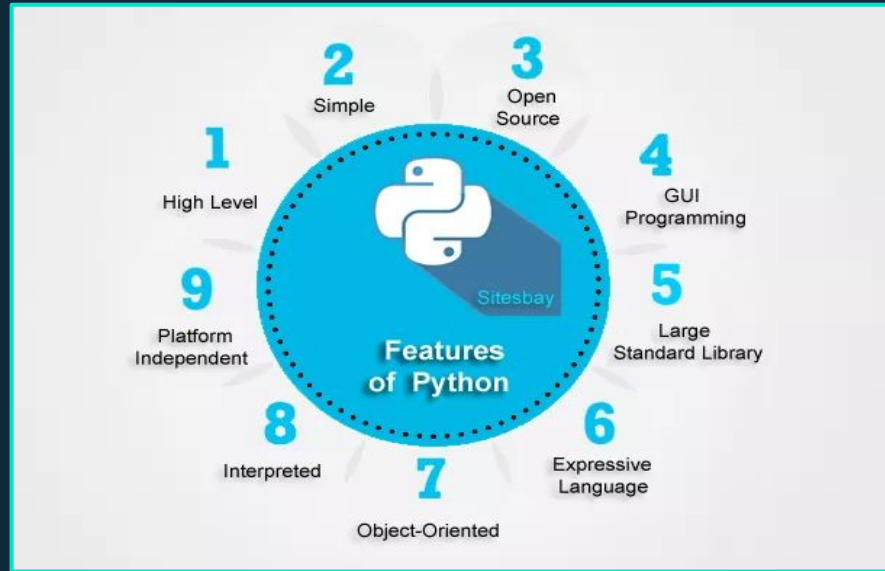 1
High Level
2
Simple
3
Open
Source
4
GUI
Programming
5
Large
Standard Library
6
Expressive
Language
7
Object-Oriented
8
Interpreted
9
Platform
Independent
Sitesbay
Features
of Python